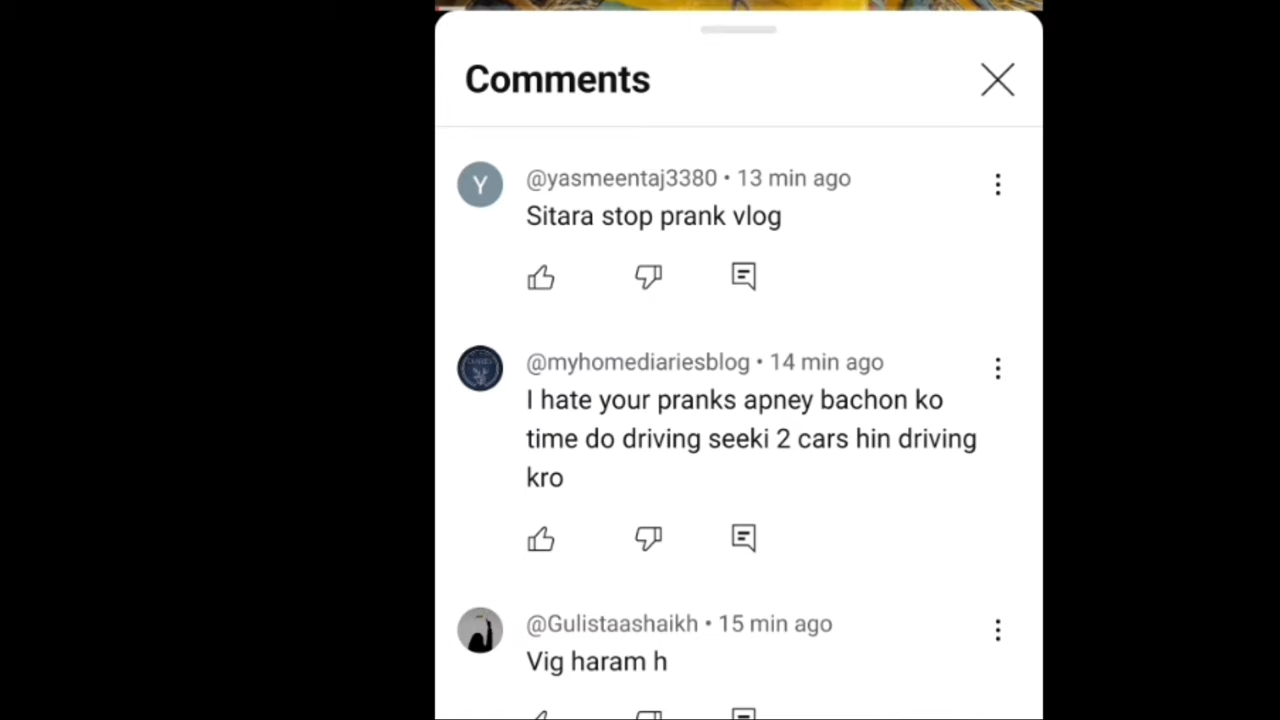 Comments
@yasmeentaj3380 • 13 min ago
Sitara stop prank vlog
@myhomediariesblog • 14 min ago
I hate your pranks apney bachon ko
time do driving seeki 2 cars hin driving
kro
@Gulistaashaikh • 15 min ago
Vig haram h
Y